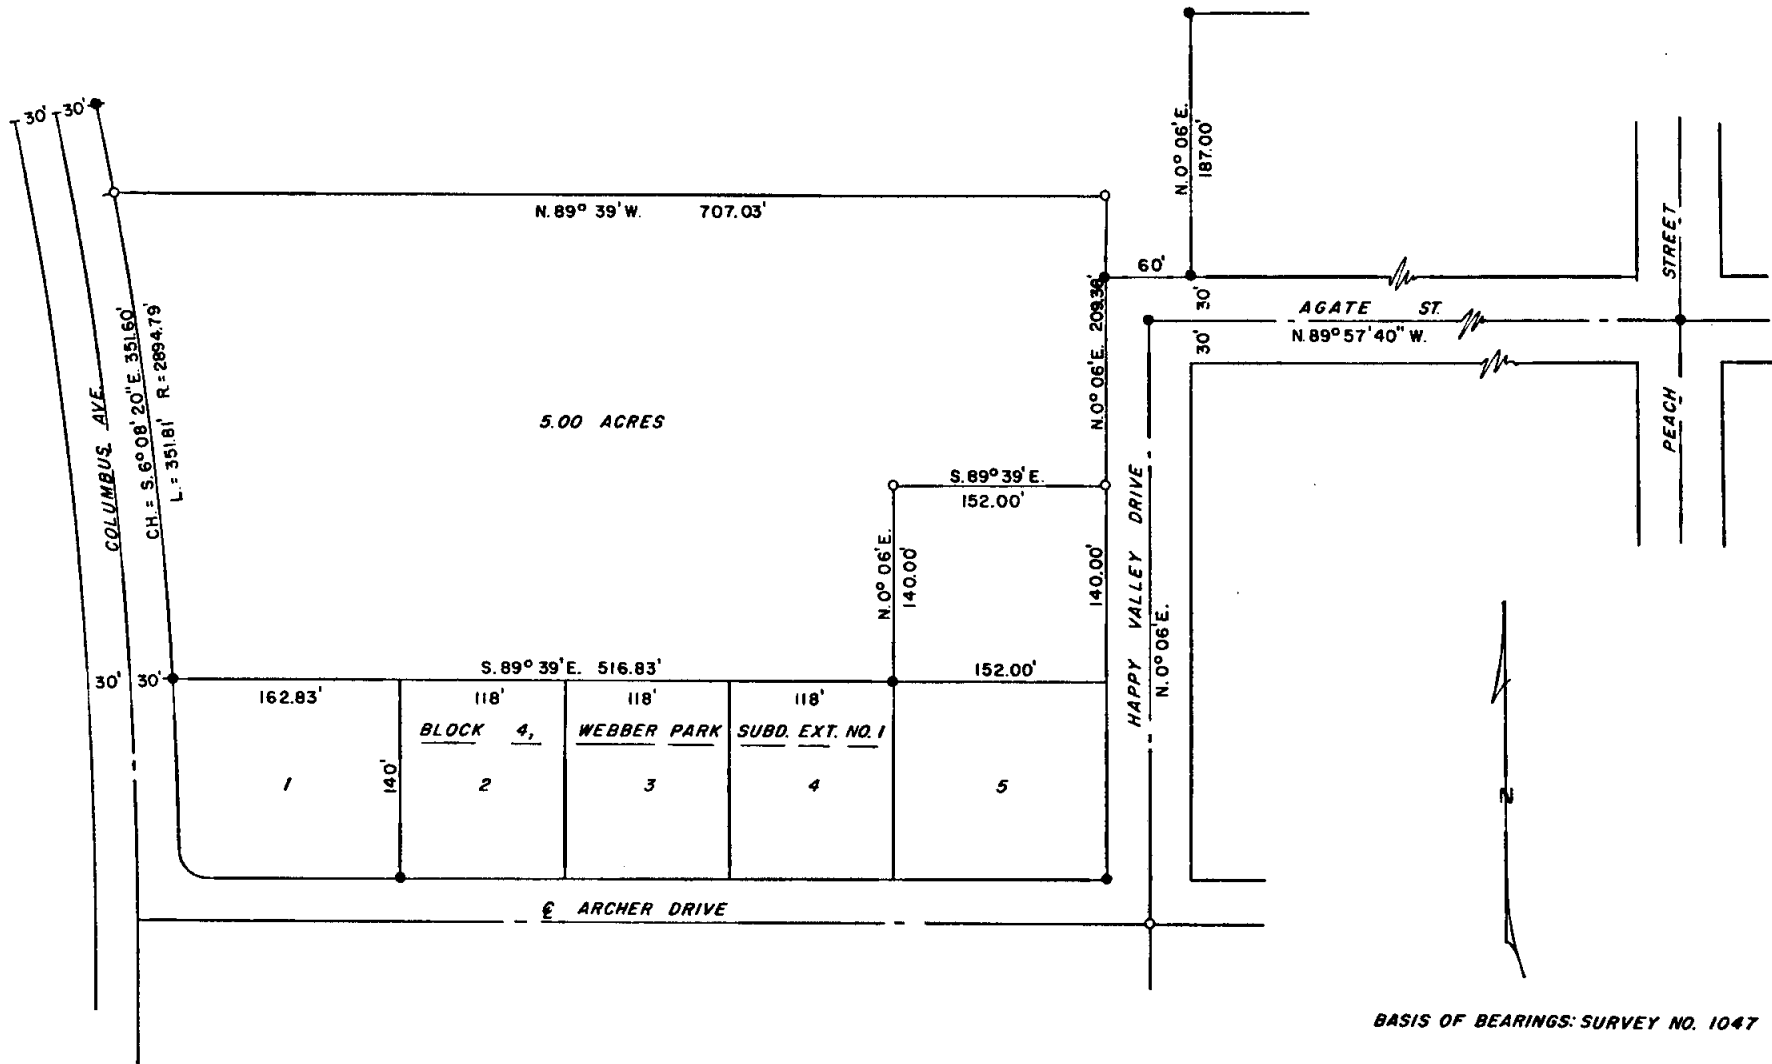 30' 30'
N. 0° 06' E.
187.00'
N. 89° 39' W. 707.03'
60'
30'
30'
AGATE ST.
N. 89° 57' 40" W.
PEACH STREET
COLUMBUS AVE.
CH. = S. 6° 08' 20" E. 351.60'
L. = 351.81' R = 2894.79'
N. 0° 06' E. 209.36'
5.00 ACRES
S. 89° 39' E.
152.00'
N. 0° 06' E.
140.00'
140.00'
HAPPY VALLEY DRIVE
N. 0° 06' E.
30' 30'
S. 89° 39' E. 516.83'
152.00'
162.83'
118'
118'
118'
BLOCK 4, WEBBER PARK SUBD. EXT. NO. 1
140'
1
2
3
4
5
℄ ARCHER DRIVE
N
BASIS OF BEARINGS: SURVEY NO. 1047